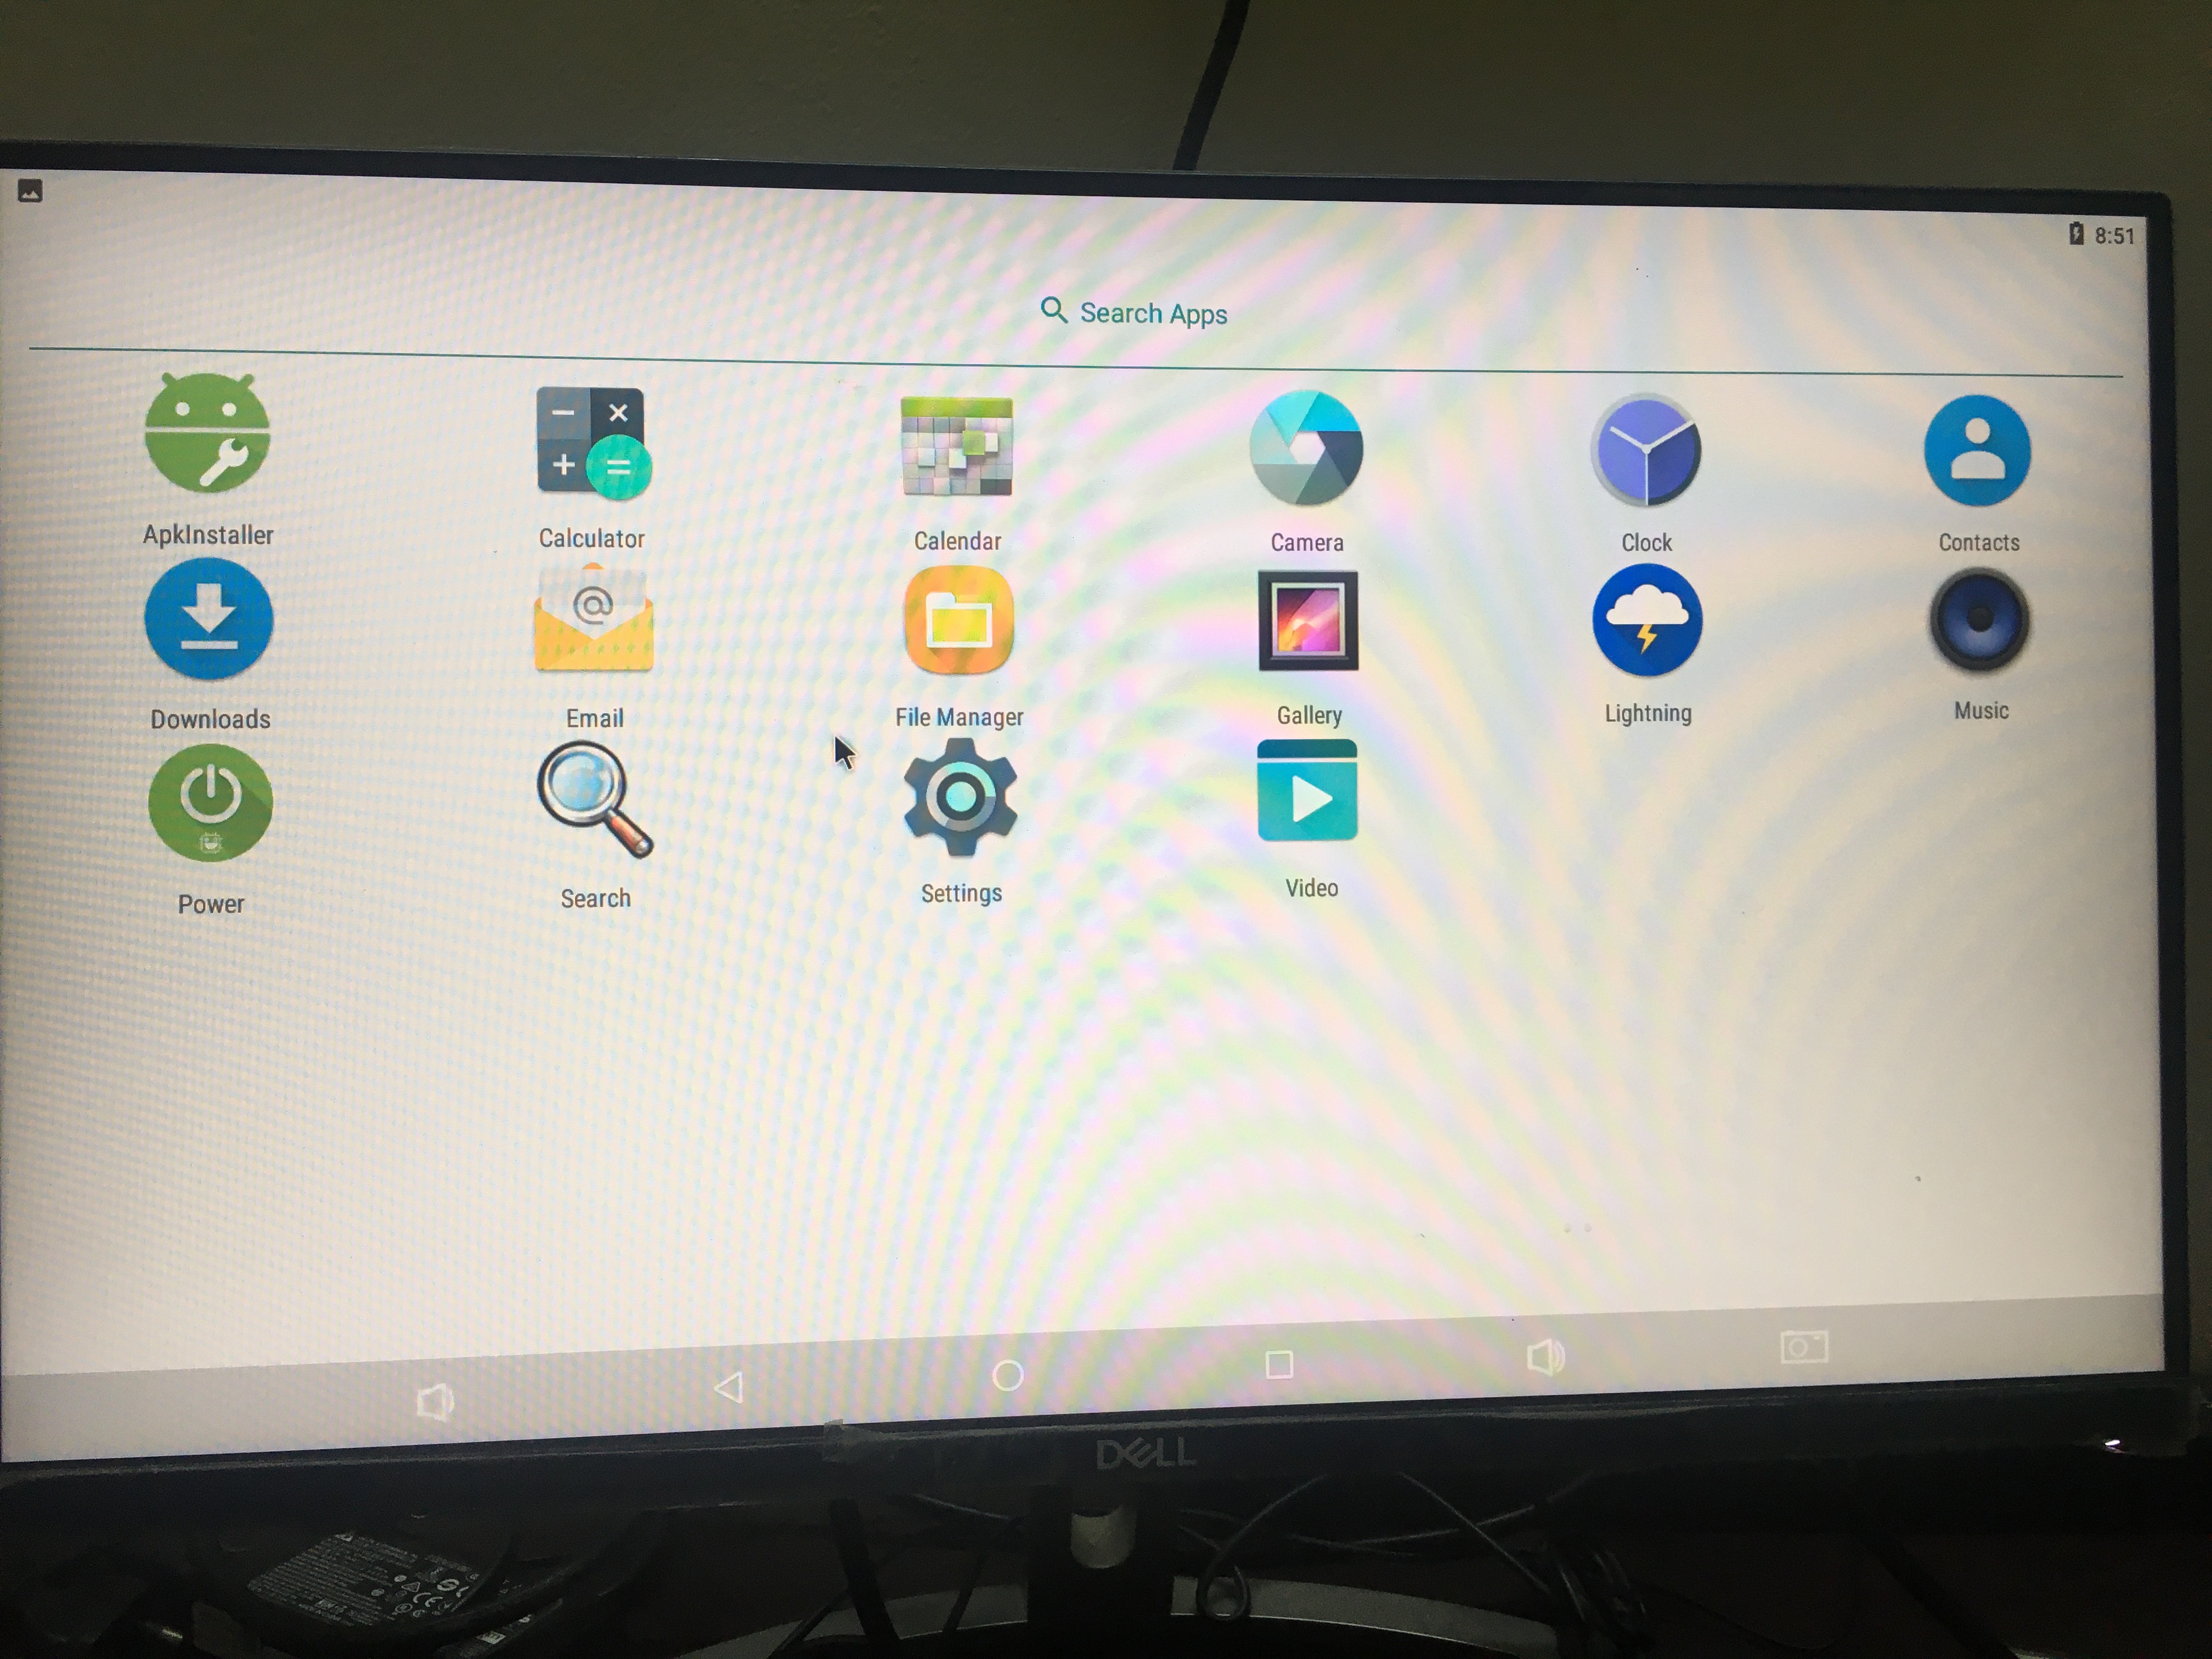 8:51
Search Apps
ApkInstaller Calculator Calendar Camera Clock Contacts
@
Downloads Email File Manager Gallery Lightning Music
Power Search Settings Video
DELL